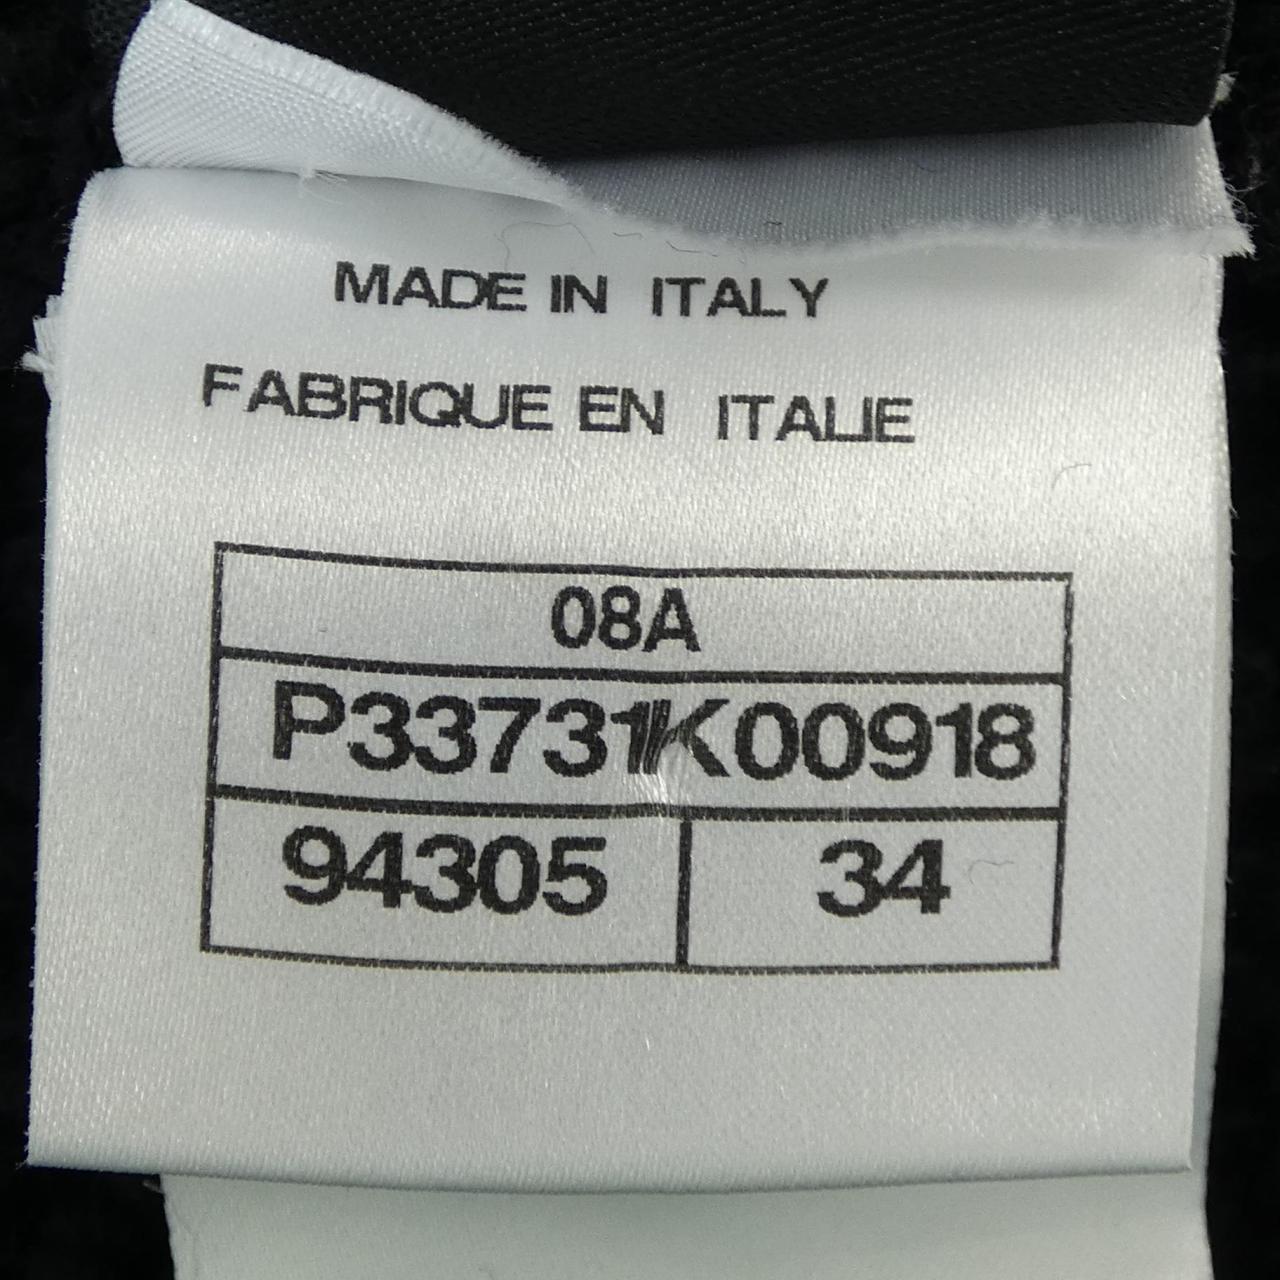 MADE IN ITALY
FABRIQUE EN ITALIE
08A
P33731K00918
94305 34